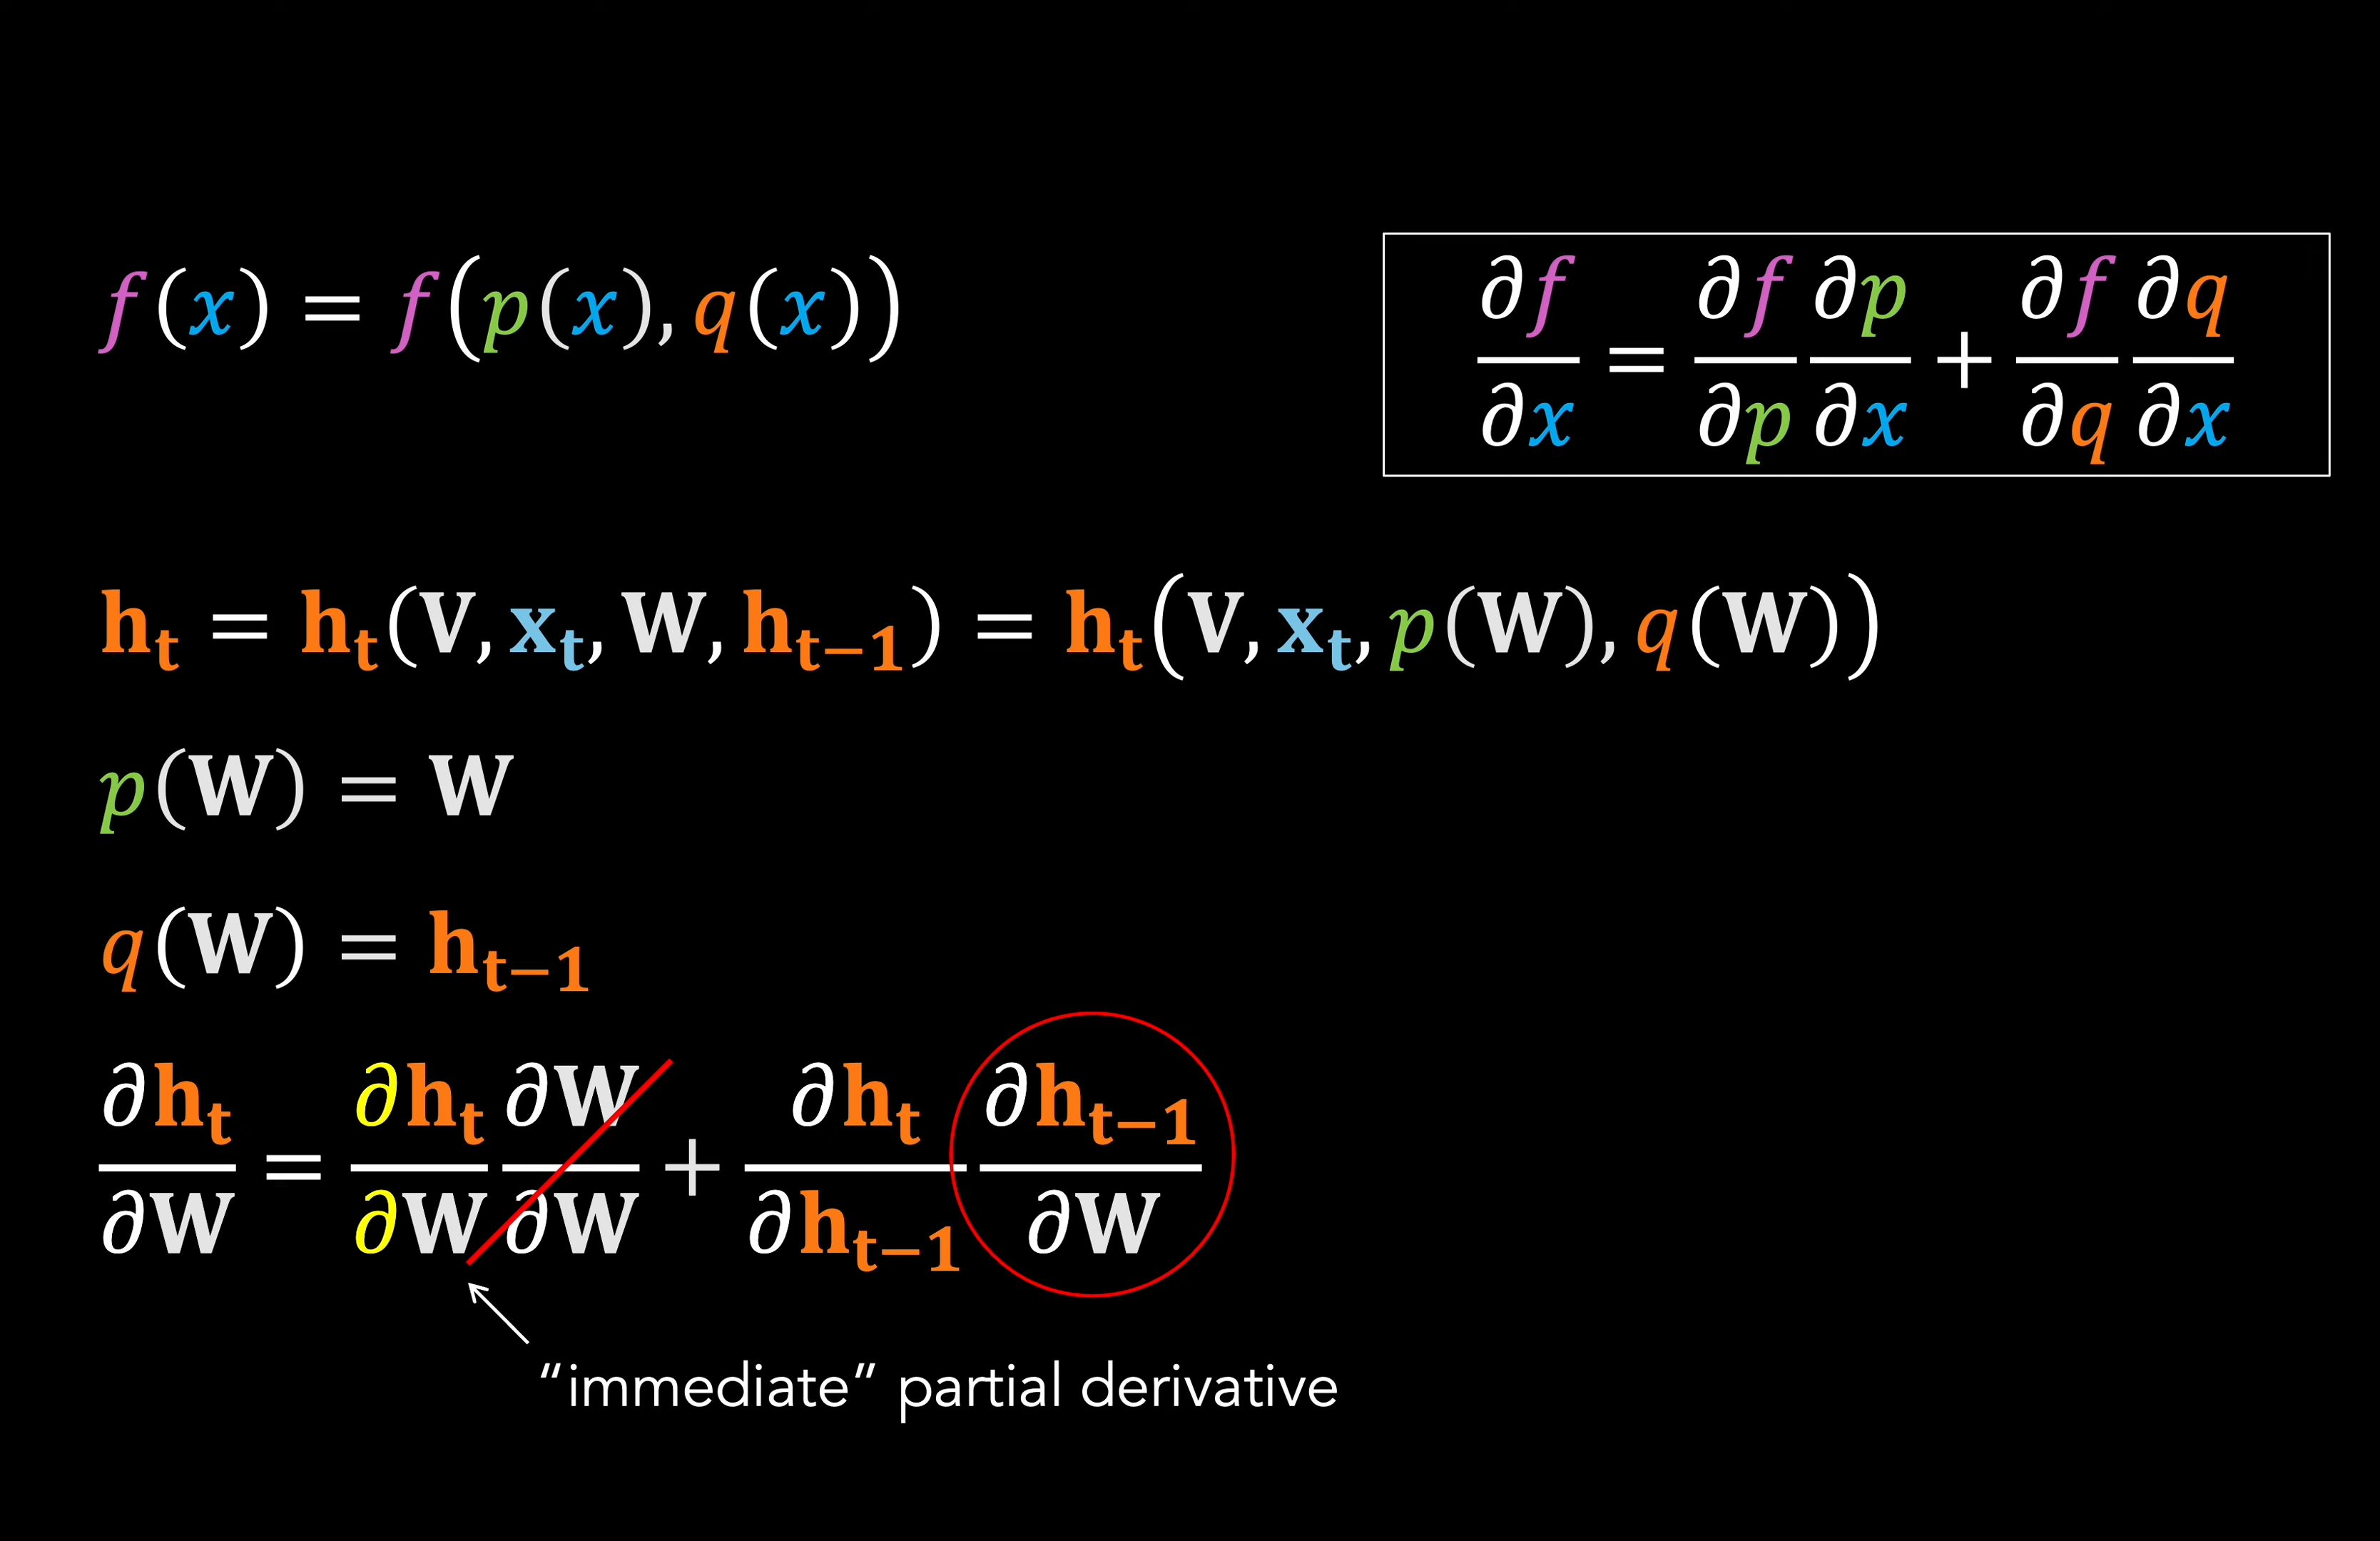 f(x) = f(p(x), q(x))
∂f/∂x = ∂f/∂p ∂p/∂x + ∂f/∂q ∂q/∂x
h_t = h_t(V, x_t, W, h_{t−1}) = h_t(V, x_t, p(W), q(W))
p(W) = W
q(W) = h_{t−1}
∂h_t/∂W = ∂h_t/∂W ∂W/∂W + ∂h_t/∂h_{t−1} ∂h_{t−1}/∂W
“immediate“ partial derivative